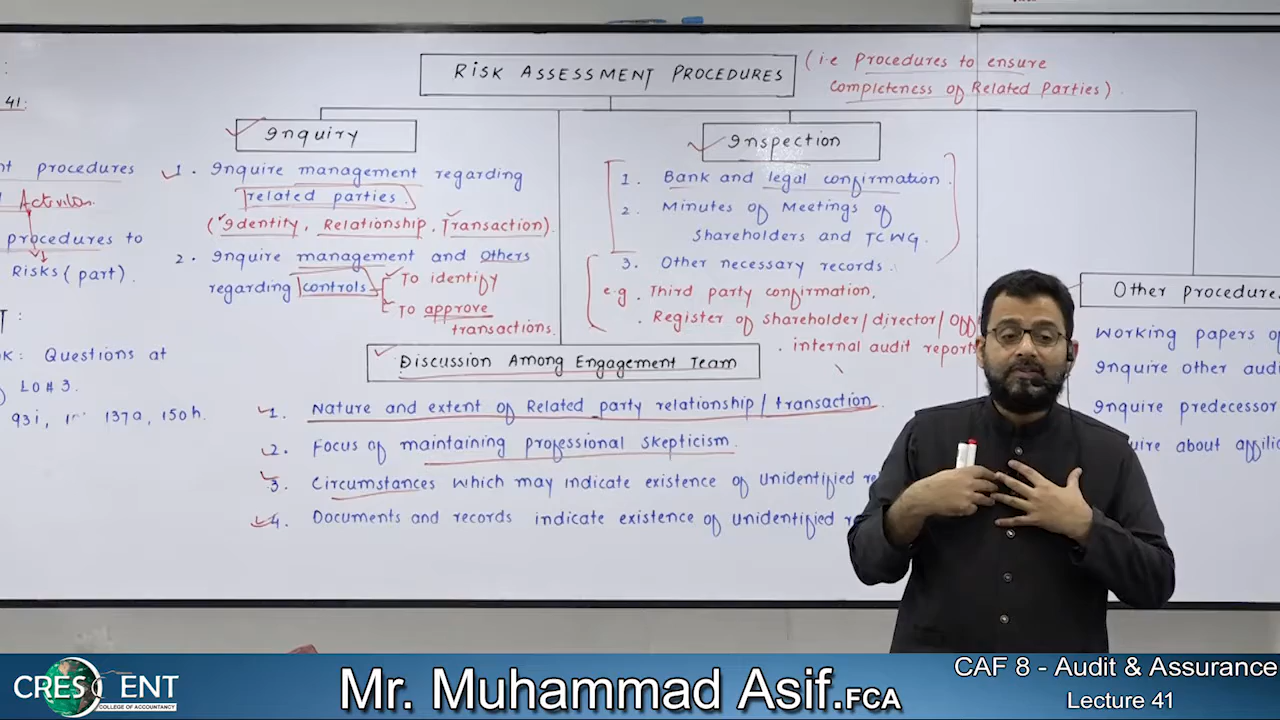 RISK ASSESSMENT PROCEDURES
(i.e Procedures to ensure
completeness of Related Parties)
41:
procedures
Activities
procedures to
Risks (part).
: Questions at
LO# 3.
93i, 137a, 150h.
Inquiry
1. Inquire management regarding
related parties.
(Identity, Relationship, Transaction).
2. Inquire management and others
regarding controls
To identify
To approve
transactions.
Inspection
1. Bank and legal confirmation.
2. Minutes of Meetings of
Shareholders and TCWG.
3. Other necessary records.
e.g. Third party confirmation,
. Register of shareholder/director/
. internal audit report
Discussion Among Engagement Team
1. Nature and extent of Related party relationship/transaction.
2. Focus of maintaining professional skepticism.
3. Circumstances which may indicate existence of unidentified
4. Documents and records indicate existence of unidentified
Other procedure
Working papers of
Inquire other
Inquire predecessor
about
CRESCENT
COLLEGE OF ACCOUNTANCY
Mr. Muhammad Asif.FCA
CAF 8 - Audit & Assurance
Lecture 41